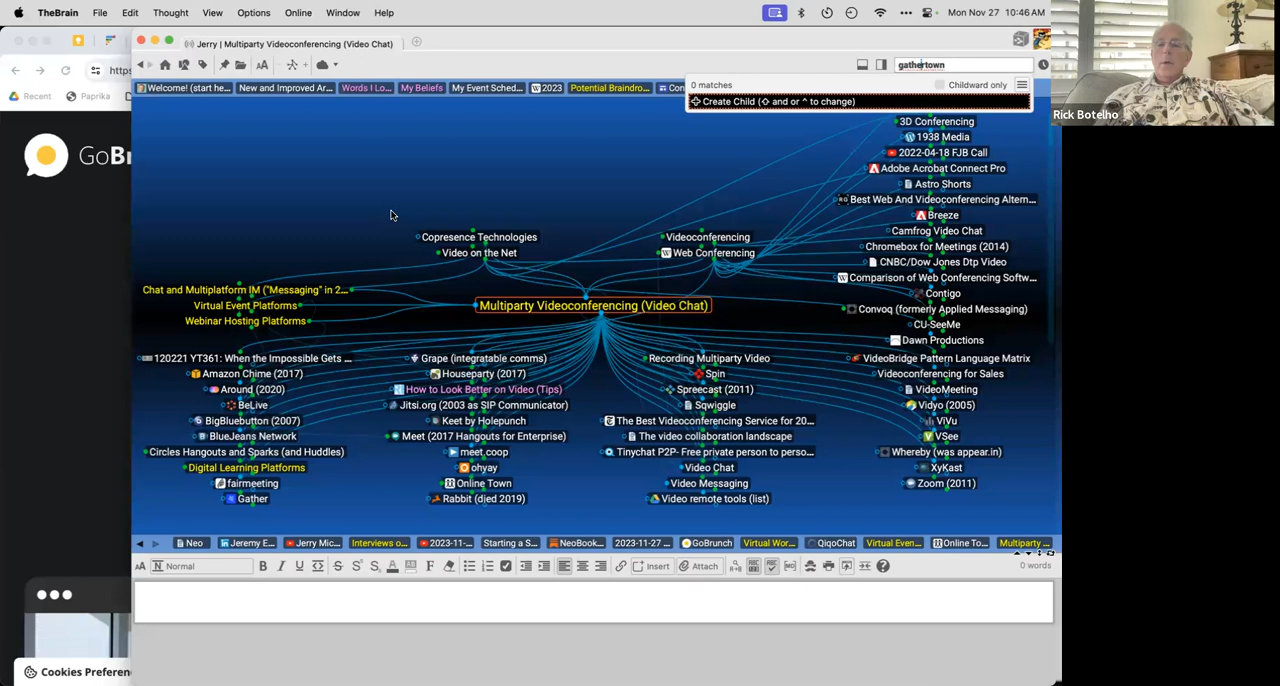 TheBrain File Edit Thought View Options Online Window Help Mon Nov 27 10:46 AM
Jerry | Multiparty Videoconferencing (Video Chat)
https
gathertown
Recent Paprika
Welcome! (start he... New and Improved Ar... Words I Lo... My Beliefs My Event Sched... 2023 Potential Braindro... Con
0 matches Childward only
Create Child (⇧ and or ^ to change)
Rick Botelho
GoBr
3D Conferencing
1938 Media
2022-04-18 FJB Call
Adobe Acrobat Connect Pro
Astro Shorts
Best Web And Videoconferencing Altern...
Breeze
Camfrog Video Chat
Chromebox for Meetings (2014)
CNBC/Dow Jones Dtp Video
Comparison of Web Conferencing Softw...
Contigo
Convoq (formerly Applied Messaging)
CU-SeeMe
Dawn Productions
Copresence Technologies
Video on the Net
Videoconferencing
Web Conferencing
Chat and Multiplatform IM ("Messaging" in 2...
Virtual Event Platforms
Webinar Hosting Platforms
Multiparty Videoconferencing (Video Chat)
120221 YT361: When the Impossible Gets ...
Amazon Chime (2017)
Around (2020)
BeLive
BigBluebutton (2007)
BlueJeans Network
Circles Hangouts and Sparks (and Huddles)
Digital Learning Platforms
fairmeeting
Gather
Grape (integratable comms)
Houseparty (2017)
How to Look Better on Video (Tips)
Jitsi.org (2003 as SIP Communicator)
Keet by Holepunch
Meet (2017 Hangouts for Enterprise)
meet.coop
ohyay
Online Town
Rabbit (died 2019)
Recording Multiparty Video
Spin
Spreecast (2011)
Sqwiggle
The Best Videoconferencing Service for 20...
The video collaboration landscape
Tinychat P2P- Free private person to perso...
Video Chat
Video Messaging
Video remote tools (list)
VideoBridge Pattern Language Matrix
Videoconferencing for Sales
VideoMeeting
Vidyo (2005)
ViVu
VSee
Whereby (was appear.in)
XyKast
Zoom (2011)
Neo Jeremy E... Jerry Mic... Interviews o... 2023-11-... Starting a S... NeoBook... 2023-11-27 ... GoBrunch Virtual Wor... QiqoChat Virtual Even... Online To... Multiparty ...
Normal B I U S S S A F Insert Attach 0 words
Cookies Preferen